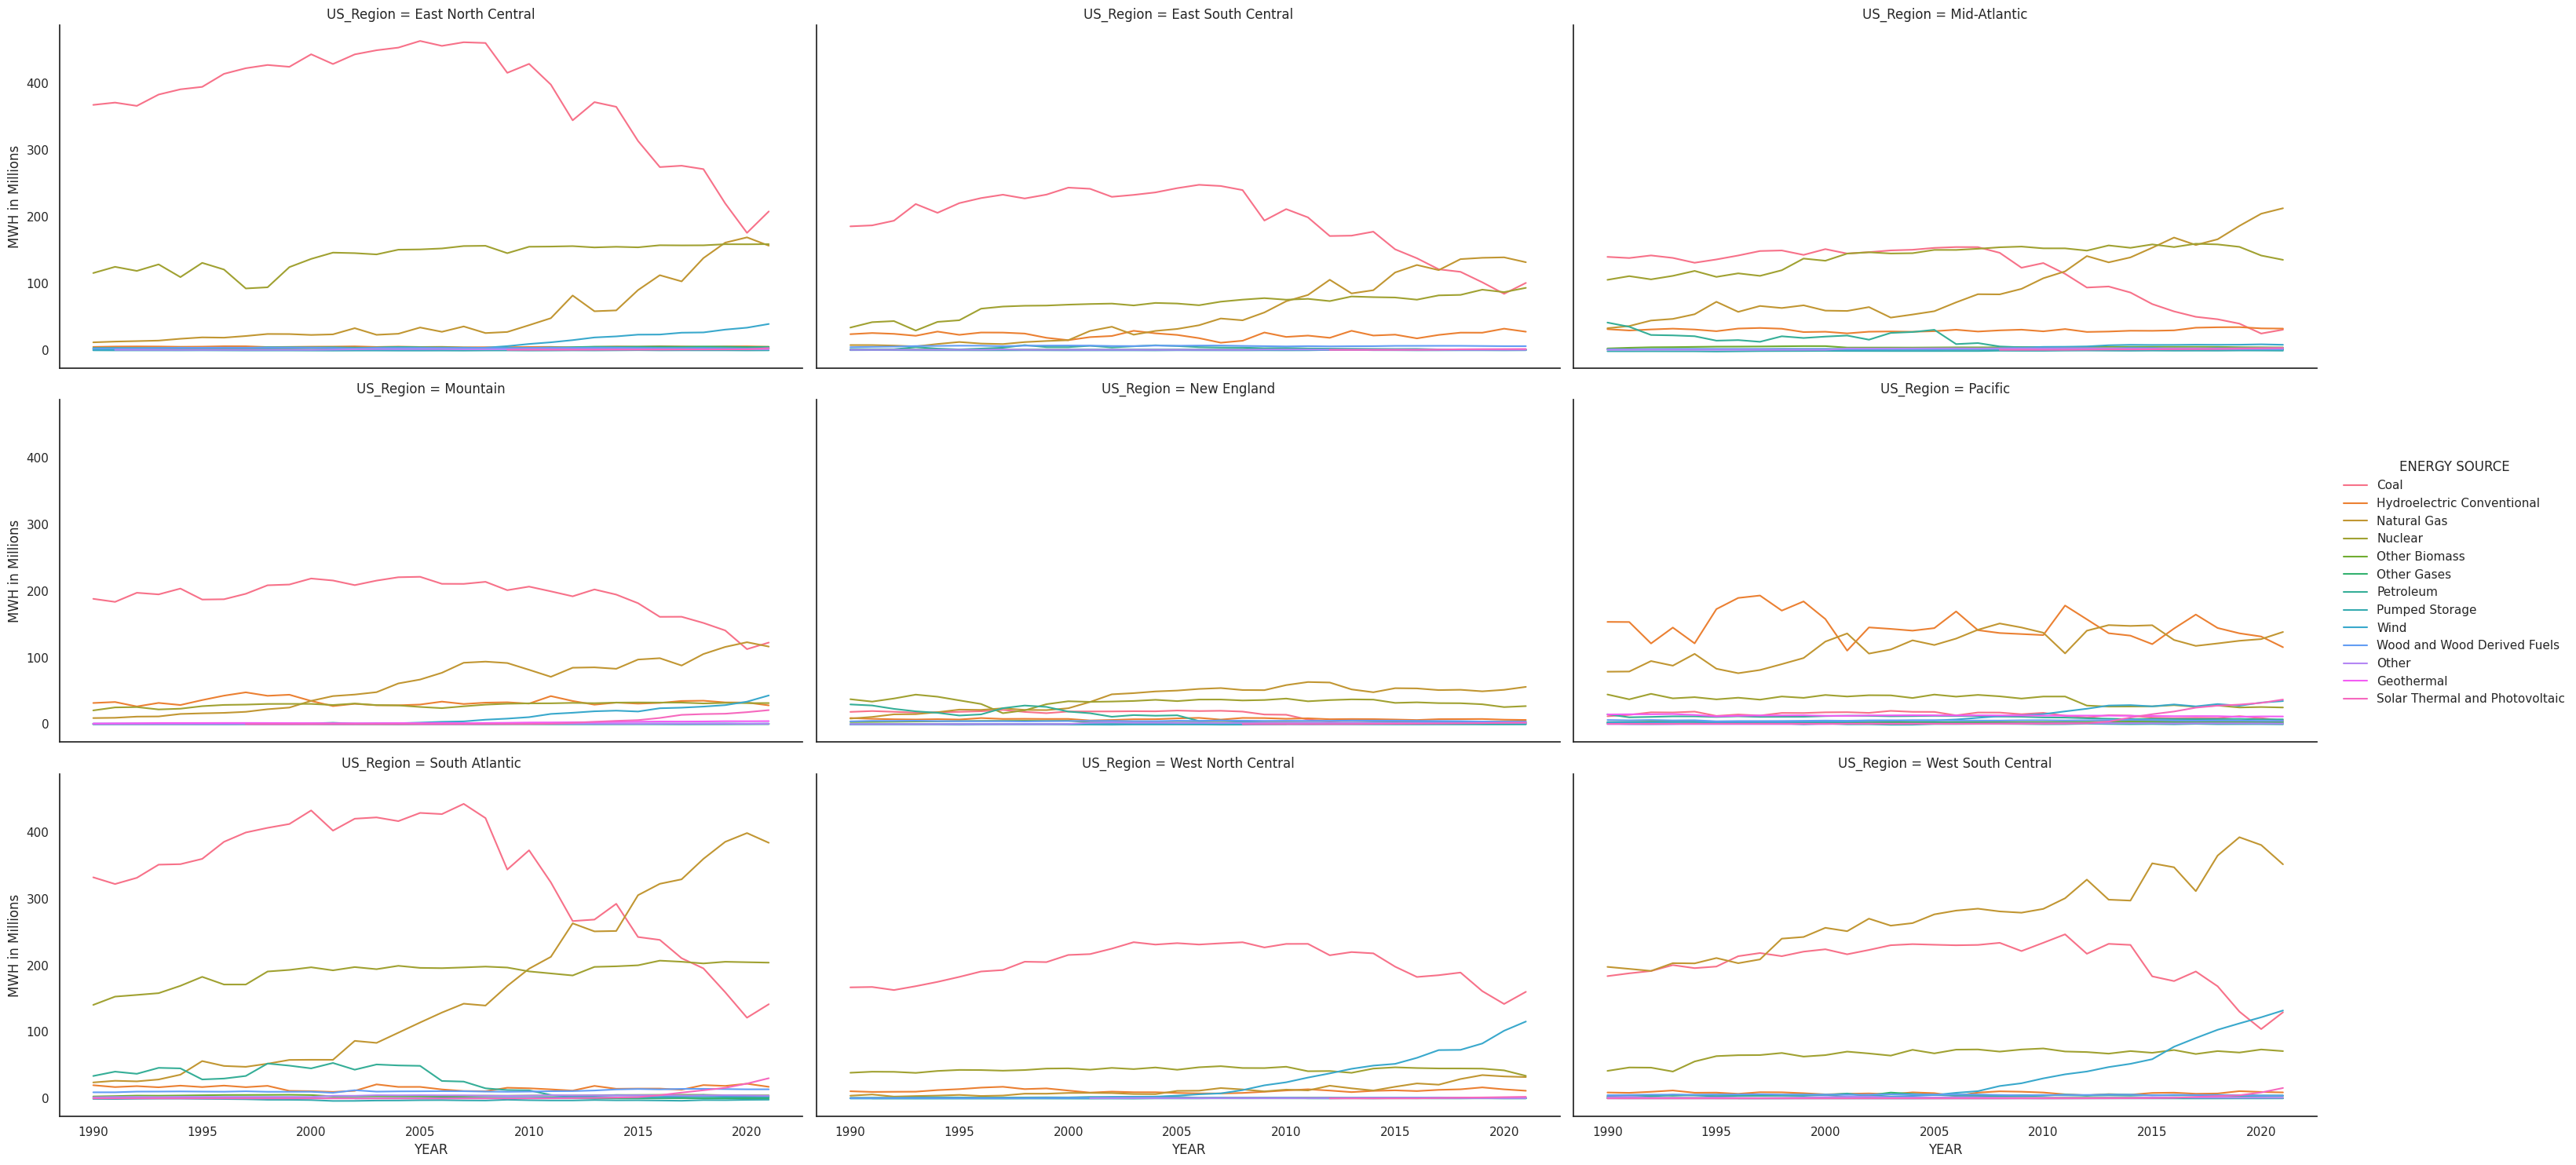 US_Region = East North Central
US_Region = East South Central
US_Region = Mid-Atlantic
400
300
200
100
0
MWH in Millions
US_Region = Mountain
US_Region = New England
US_Region = Pacific
400
300
200
100
0
MWH in Millions
ENERGY SOURCE
Coal
Hydroelectric Conventional
Natural Gas
Nuclear
Other Biomass
Other Gases
Petroleum
Pumped Storage
Wind
Wood and Wood Derived Fuels
Other
Geothermal
Solar Thermal and Photovoltaic
US_Region = South Atlantic
US_Region = West North Central
US_Region = West South Central
400
300
200
100
0
MWH in Millions
1990 1995 2000 2005 2010 2015 2020
YEAR
1990 1995 2000 2005 2010 2015 2020
YEAR
1990 1995 2000 2005 2010 2015 2020
YEAR